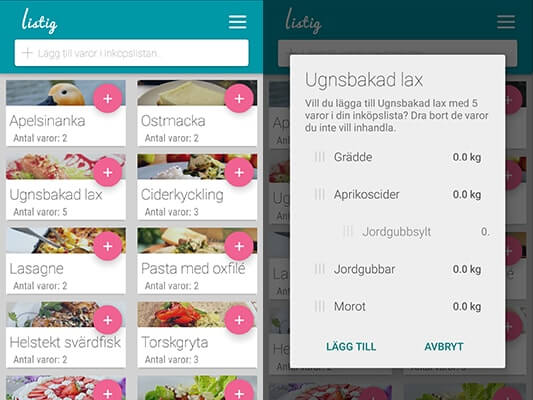 listig
Lägg till varor i inköpslistan.
Apelsinanka
Antal varor: 2
Ostmacka
Antal varor: 2
Ugnsbakad lax
Antal varor: 5
Ciderkyckling
Antal varor: 3
Lasagne
Antal varor: 2
Pasta med oxfilé
Antal varor: 2
Helstekt svärdfisk
Antal varor: 2
Torskgryta
Antal varor: 3
listig
Lägg till varor i inköpslistan.
Ugnsbakad lax
Vill du lägga till Ugnsbakad lax med 5
varor i din inköpslista? Dra bort de varor
du inte vill inhandla.
Grädde 0.0 kg
Aprikoscider 0.0 kg
Jordgubbsylt 0.
Jordgubbar 0.0 kg
Morot 0.0 kg
LÄGG TILL AVBRYT